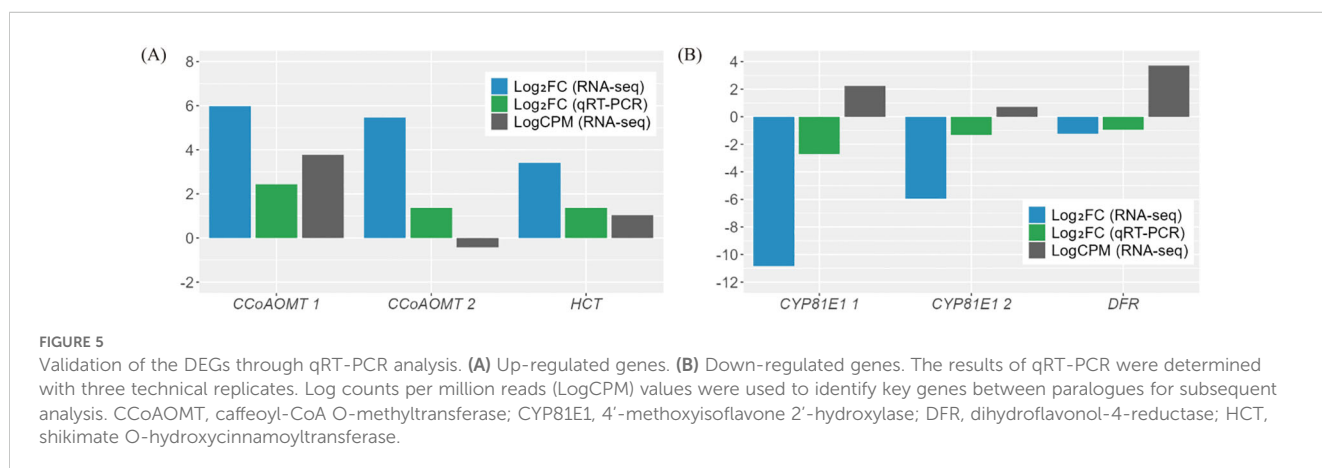 (A)
8
6
4
2
0
-2
Log₂FC (RNA-seq)
Log₂FC (qRT-PCR)
LogCPM (RNA-seq)
CCoAOMT 1
CCoAOMT 2
HCT
(B)
4
2
0
-2
-4
-6
-8
-10
-12
Log₂FC (RNA-seq)
Log₂FC (qRT-PCR)
LogCPM (RNA-seq)
CYP81E1 1
CYP81E1 2
DFR
FIGURE 5
Validation of the DEGs through qRT-PCR analysis. (A) Up-regulated genes. (B) Down-regulated genes. The results of qRT-PCR were determined
with three technical replicates. Log counts per million reads (LogCPM) values were used to identify key genes between paralogues for subsequent
analysis. CCoAOMT, caffeoyl-CoA O-methyltransferase; CYP81E1, 4′-methoxyisoflavone 2′-hydroxylase; DFR, dihydroflavonol-4-reductase; HCT,
shikimate O-hydroxycinnamoyltransferase.